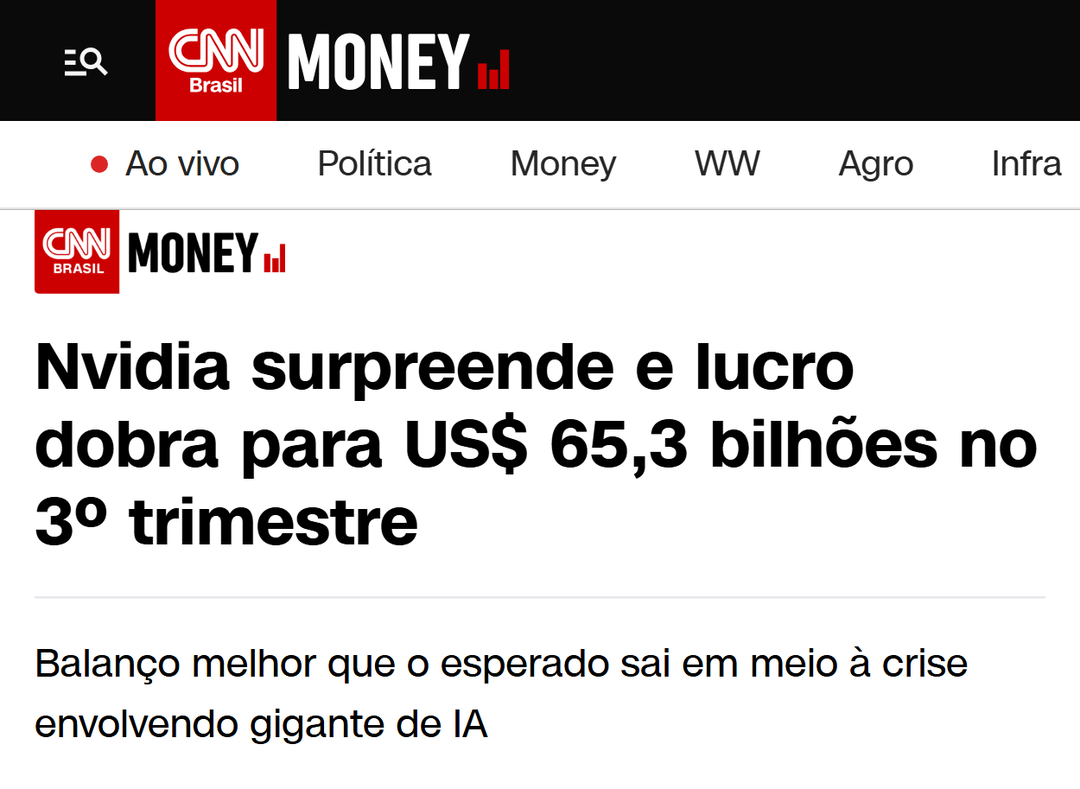 CNN
Brasil
MONEY
Ao vivo
Política
Money
WW
Agro
Infra
CNN
BRASIL
MONEY
Nvidia surpreende e lucro
dobra para US$ 65,3 bilhões no
3º trimestre
Balanço melhor que o esperado sai em meio à crise
envolvendo gigante de IA